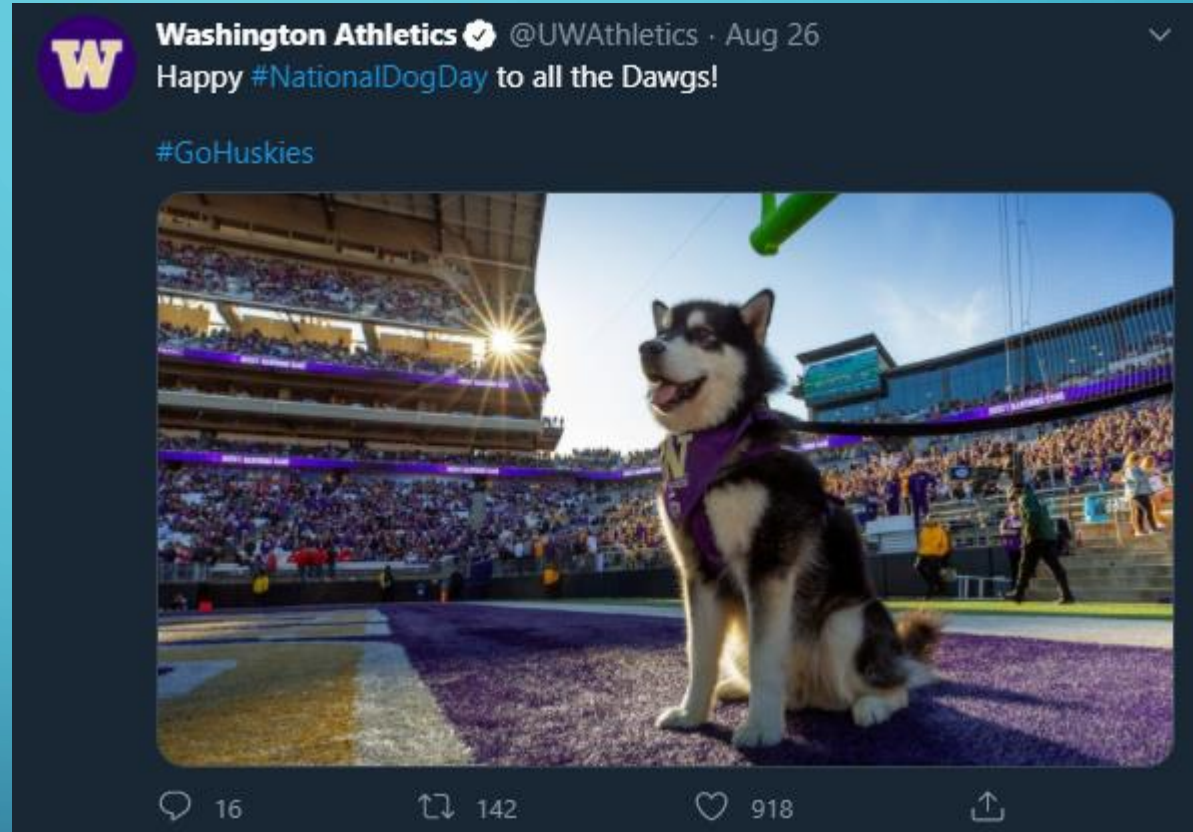 W
Washington Athletics @UWAthletics · Aug 26
Happy #NationalDogDay to all the Dawgs!
#GoHuskies
W
16 142 918